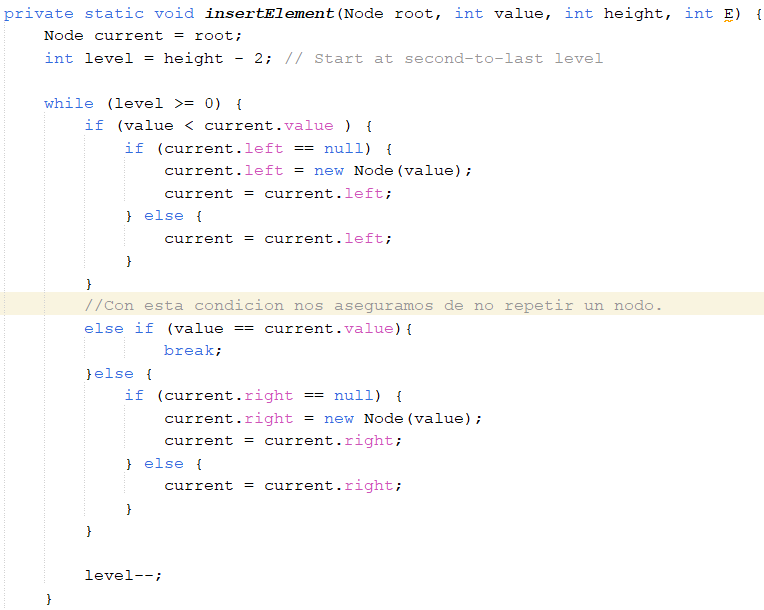 private static void insertElement(Node root, int value, int height, int E) {
    Node current = root;
    int level = height - 2; // Start at second-to-last level

    while (level >= 0) {
        if (value < current.value ) {
            if (current.left == null) {
                current.left = new Node(value);
                current = current.left;
            } else {
                current = current.left;
            }
        }
        //Con esta condicion nos aseguramos de no repetir un nodo.
        else if (value == current.value){
                break;
        }else {
            if (current.right == null) {
                current.right = new Node(value);
                current = current.right;
            } else {
                current = current.right;
            }
        }

        level--;
    }